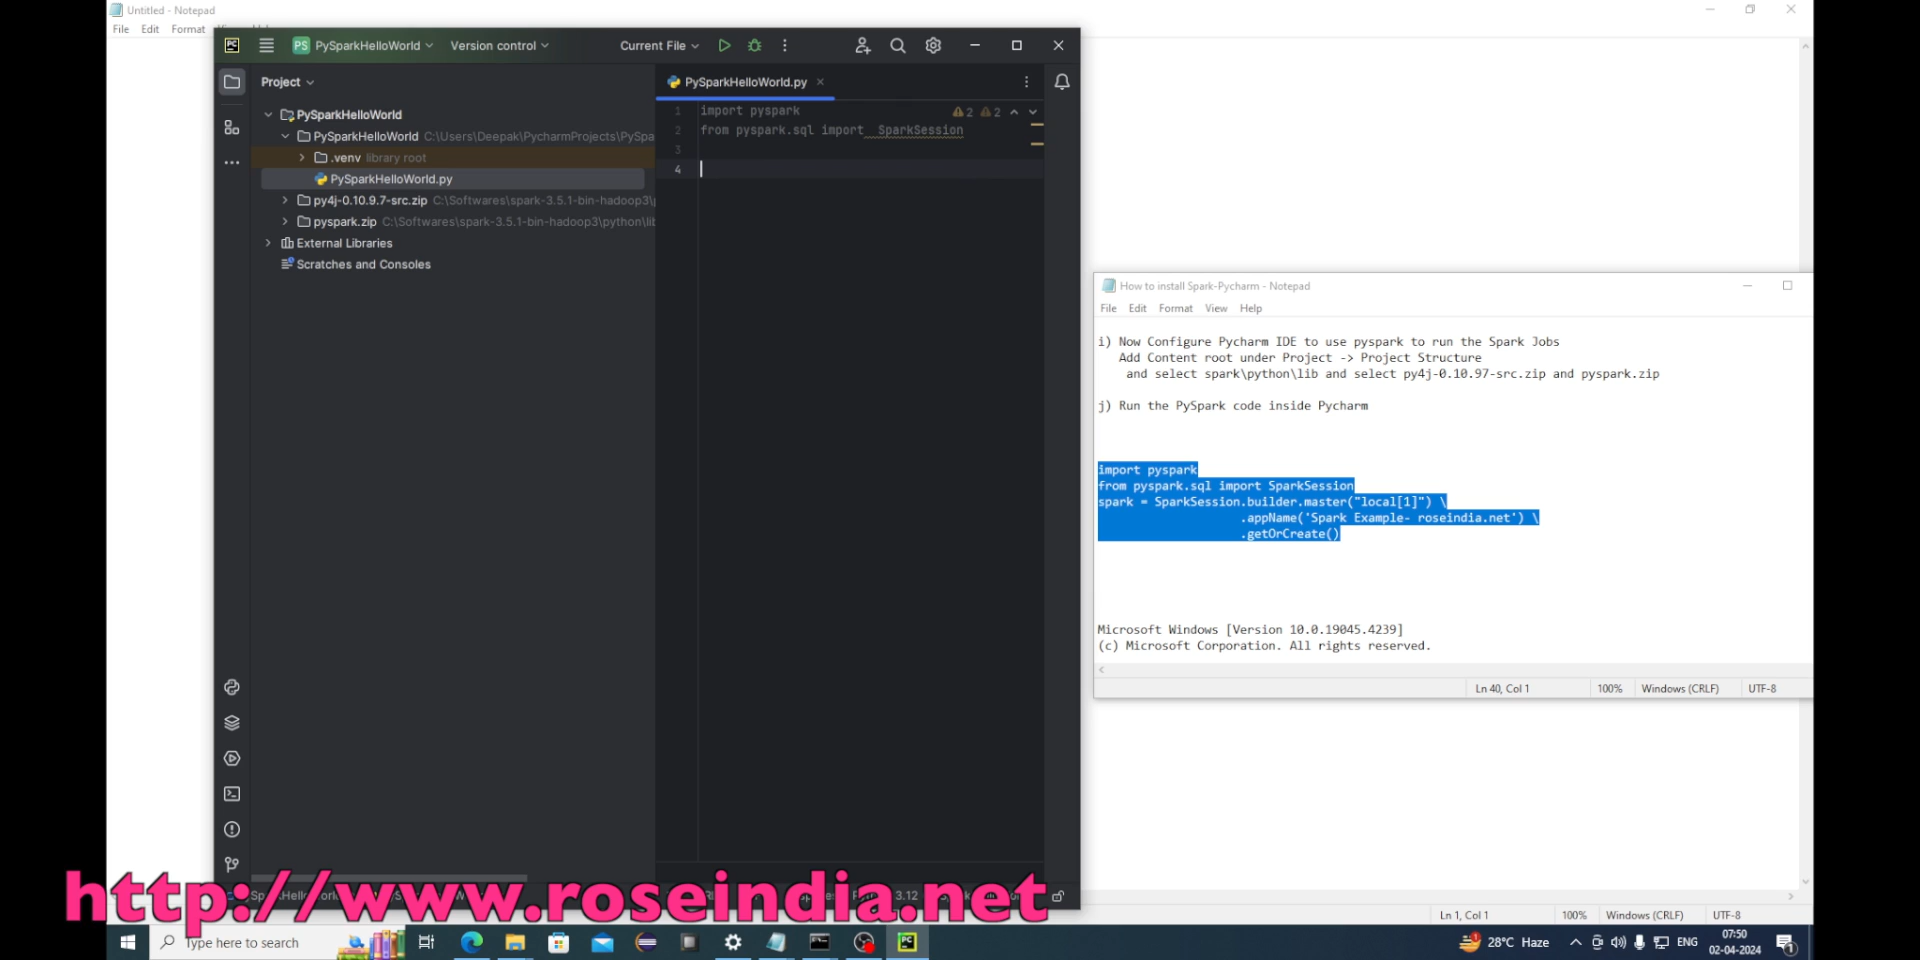 Untitled - Notepad
File Edit Format
PC PS PySparkHelloWorld Version control Current File
Project
PySparkHelloWorld
PySparkHelloWorld C:\Users\Deepak\PycharmProjects\PySpa
.venv library root
PySparkHelloWorld.py
py4j-0.10.9.7-src.zip C:\Softwares\spark-3.5.1-bin-hadoop3\
pyspark.zip C:\Softwares\spark-3.5.1-bin-hadoop3\python\lib
External Libraries
Scratches and Consoles
PySparkHelloWorld.py
1 import pyspark 2 2
2 from pyspark.sql import SparkSession
3
4
How to install Spark-Pycharm - Notepad
File Edit Format View Help
i) Now Configure Pycharm IDE to use pyspark to run the Spark Jobs
Add Content root under Project -> Project Structure
and select spark\python\lib and select py4j-0.10.97-src.zip and pyspark.zip
j) Run the PySpark code inside Pycharm
import pyspark
from pyspark.sql import SparkSession
spark = SparkSession.builder.master("local[1]") \
.appName('Spark Example- roseindia.net') \
.getOrCreate()
Microsoft Windows [Version 10.0.19045.4239]
(c) Microsoft Corporation. All rights reserved.
Ln 40, Col 1 100% Windows (CRLF) UTF-8
http://www.roseindia.net
3.12
Ln 1, Col 1 100% Windows (CRLF) UTF-8
Type here to search
PC
28°C Haze ENG
07:50
02-04-2024